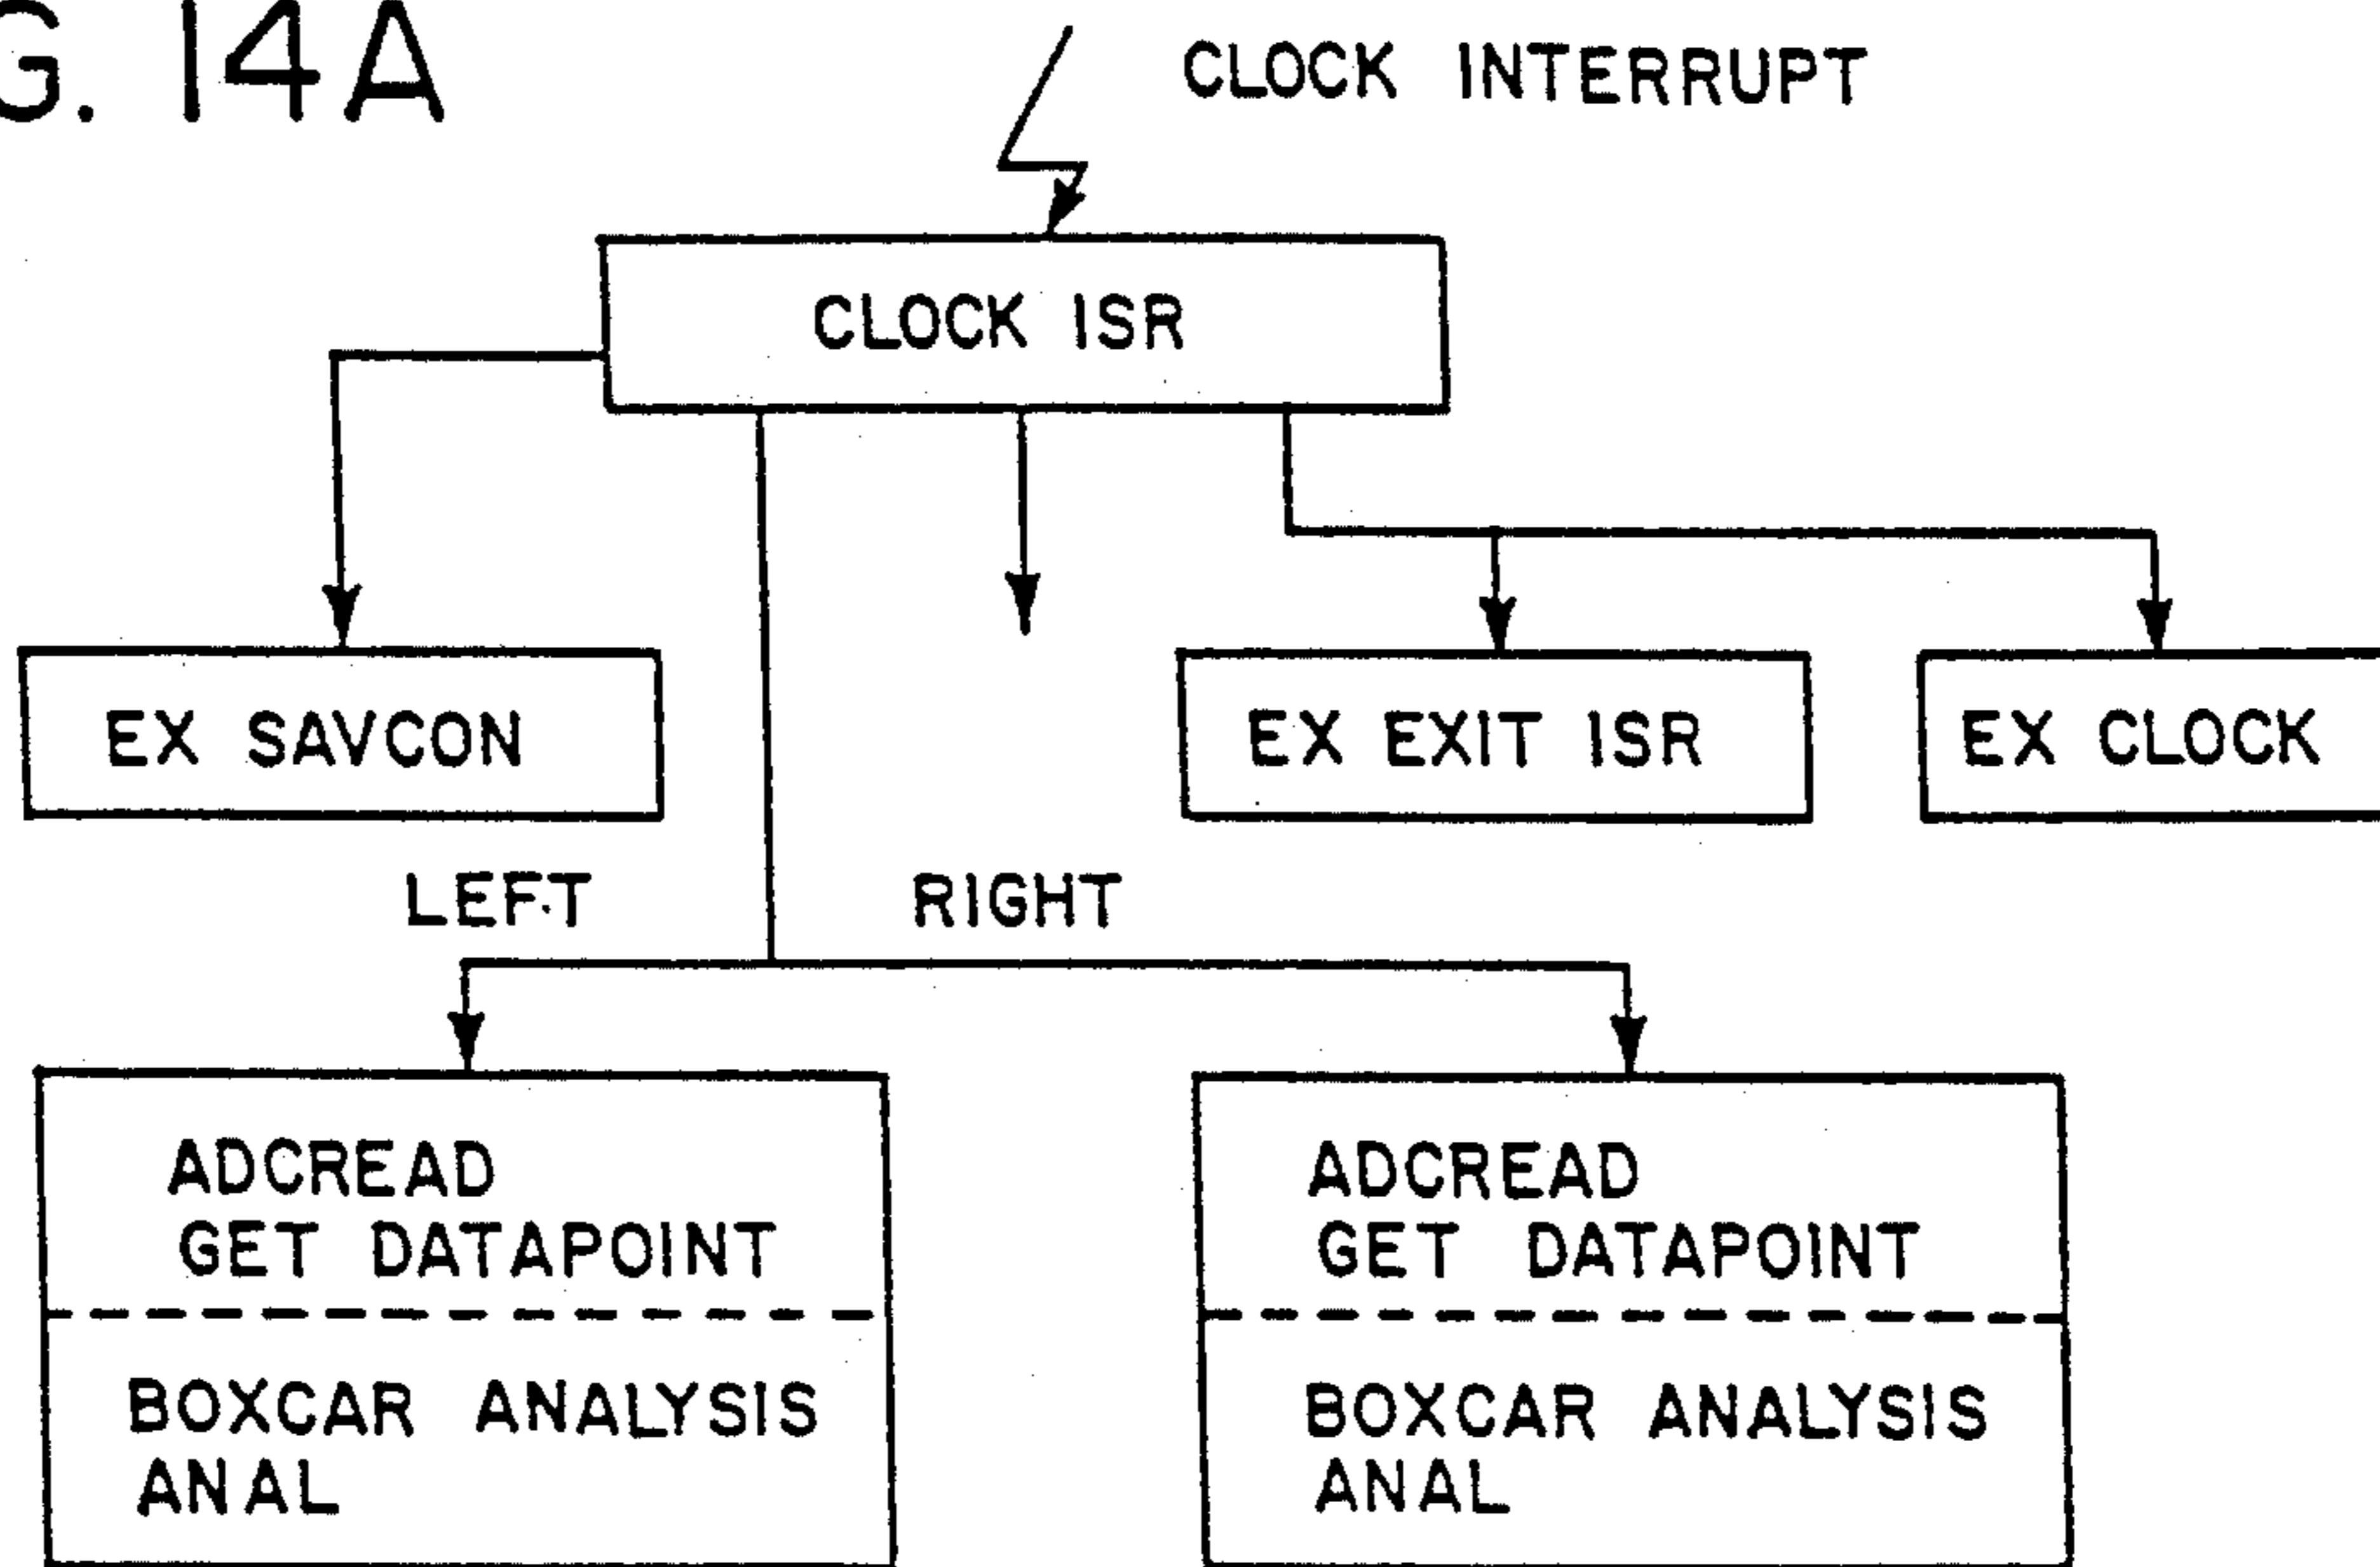 G. 14A
CLOCK INTERRUPT
CLOCK ISR
EX SAVCON
EX EXIT ISR
EX CLOCK
LEFT
RIGHT
ADCREAD
GET DATAPOINT
BOXCAR ANALYSIS
ANAL
ADCREAD
GET DATAPOINT
BOXCAR ANALYSIS
ANAL